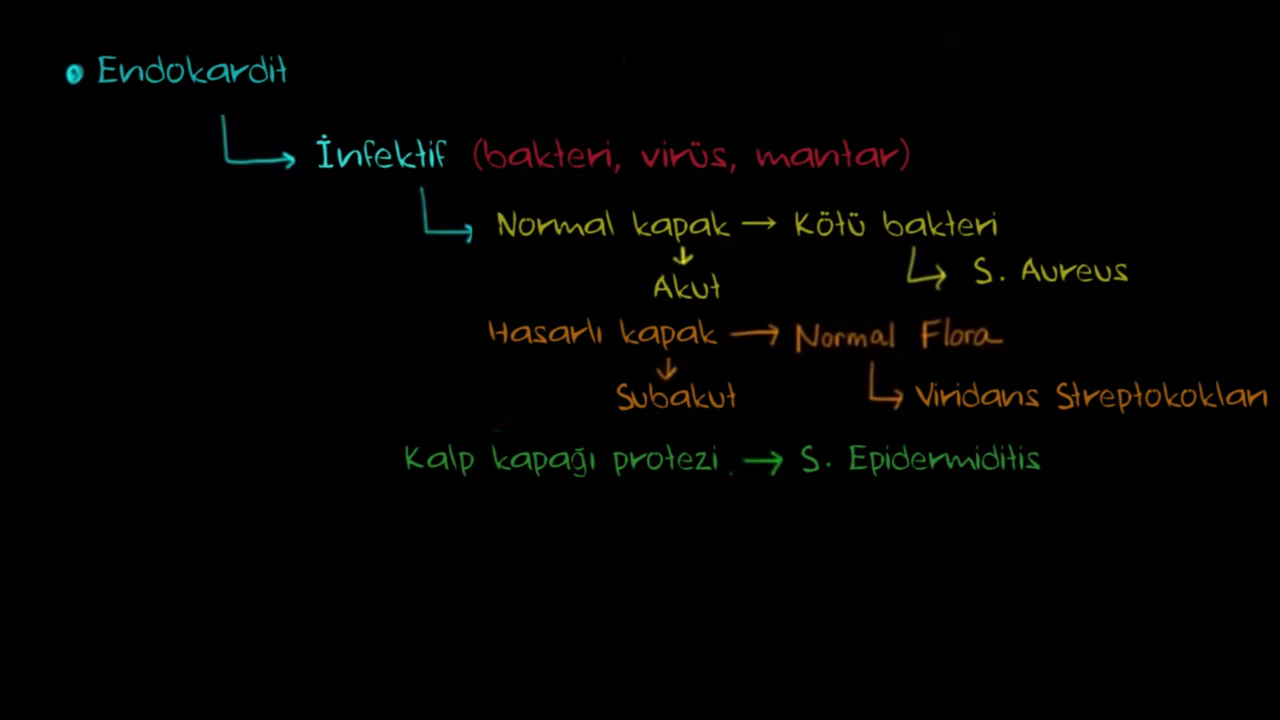 Endokardit
İnfektif (bakteri, virüs, mantar)
Normal kapak → Kötü bakteri
S. Aureus
Akut
Hasarlı kapak → Normal Flora
Subakut
Viridans Streptokokları
Kalp kapağı protezi → S. Epidermiditis